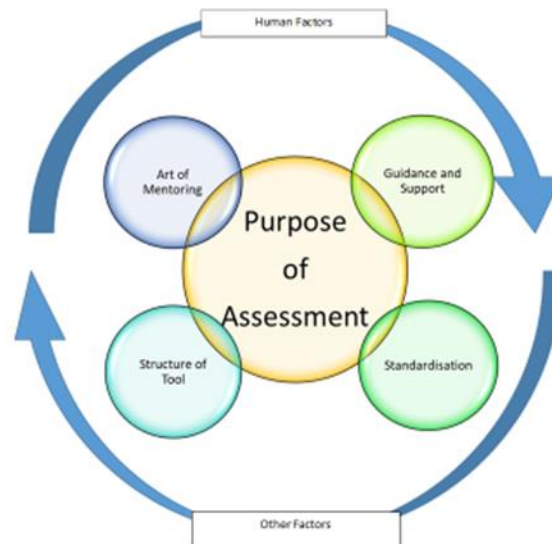 Human Factors
Art of
Mentoring
Guidance and
Support
Purpose
of
Assessment
Structure of
Tool
Standardisation
Other Factors